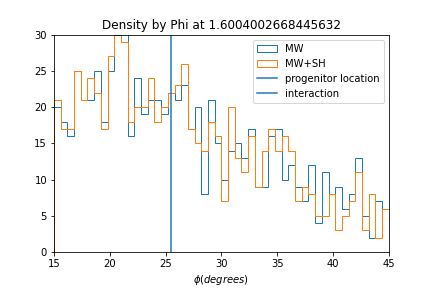 Density by Phi at 1.6004002668445632
MW
MW+SH
progenitor location
interaction
30
25
20
15
10
5
0
15 20 25 30 35 40 45
ϕ(degrees)